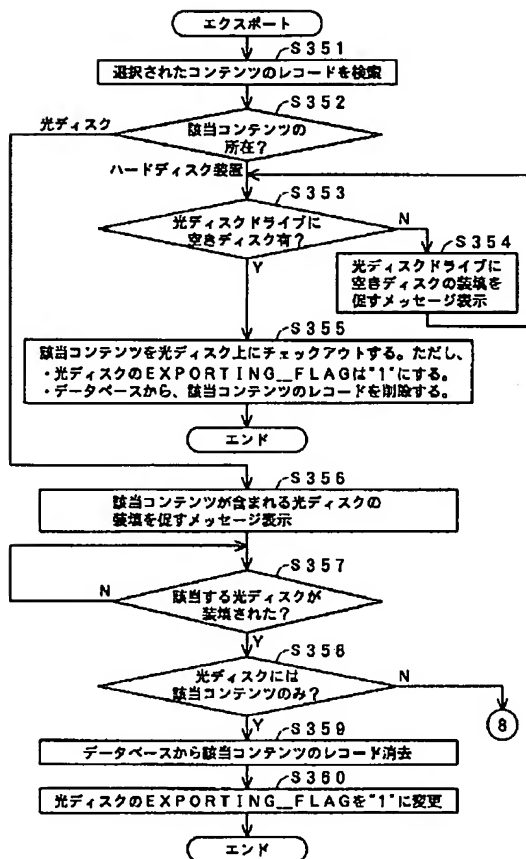 エクスポート
S351
選択されたコンテンツのレコードを検索
S352
光ディスク
該当コンテンツの
所在?
ハードディスク装置
S353
光ディスクドライブに
空きディスク有?
N
Y
S354
光ディスクドライブに
空きディスクの装填を
促すメッセージ表示
S355
該当コンテンツを光ディスク上にチェックアウトする。ただし、
・光ディスクのEXPORTING_FLAGは"1"にする。
・データベースから、該当コンテンツのレコードを削除する。
エンド
S356
該当コンテンツが含まれる光ディスクの
装填を促すメッセージ表示
S357
N
該当する光ディスクが
装填された?
Y
S358
光ディスクには
該当コンテンツのみ?
N
Y
8
S359
データベースから該当コンテンツのレコード消去
S360
光ディスクのEXPORTING_FLAGを"1"に変更
エンド